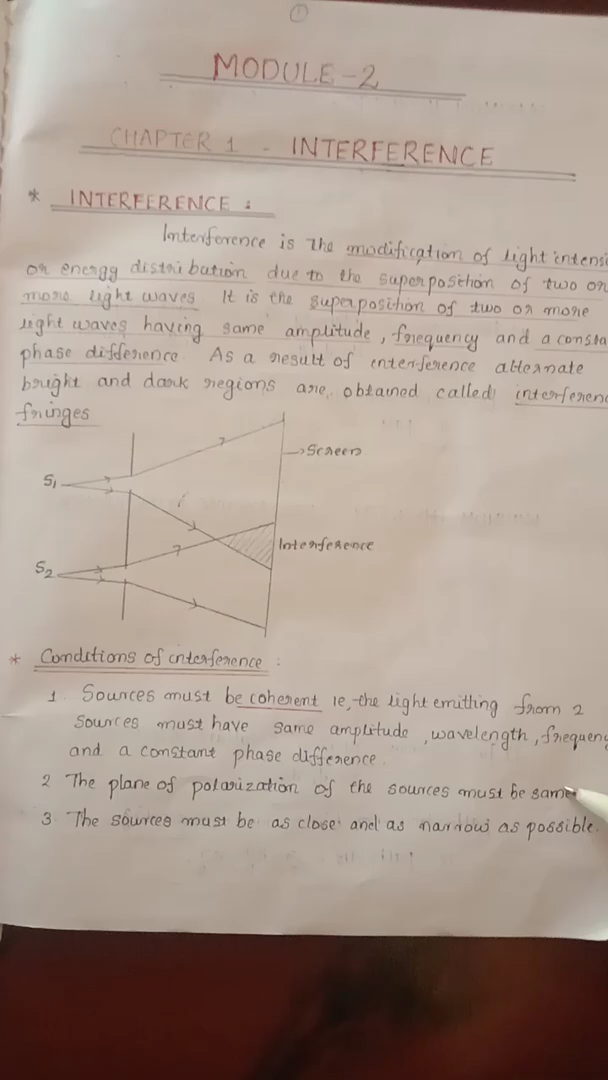 1
MODULE-2
CHAPTER 1 - INTERFERENCE
* INTERFERENCE :
Interference is the modification of light intensi
or energy distribution due to the superposition of two or
more light waves. It is the superposition of two or more
light waves having same amplitude, frequency and a consta
phase difference. As a result of interference alternate
bright and dark regions are obtained called interferenc
fringes
S1
→ Screen
Interference
S2
* Conditions of interference :
1. Sources must be coherent ie, the light emitting from 2
sources must have same amplitude, wavelength, frequenc
and a constant phase difference.
2 The plane of polarization of the sources must be same
3 The sources must be as close and as narrow as possible.